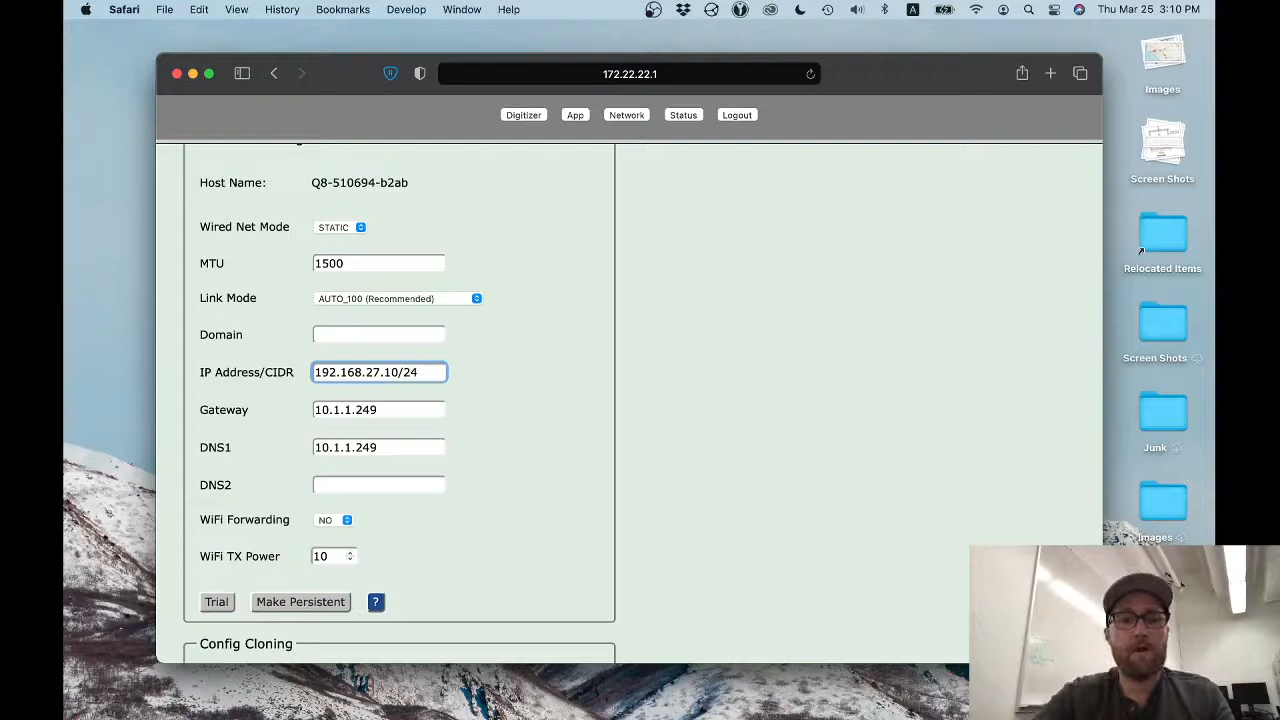 Safari File Edit View History Bookmarks Develop Window Help A Thu Mar 25 3:10 PM
172.22.22.1
Digitizer App Network Status Logout
Host Name: Q8-510694-b2ab
Wired Net Mode STATIC
MTU 1500
Link Mode AUTO_100 (Recommended)
Domain
IP Address/CIDR 192.168.27.10/24
Gateway 10.1.1.249
DNS1 10.1.1.249
DNS2
WiFi Forwarding NO
WiFi TX Power 10
Trial Make Persistent ?
Config Cloning
Images
Screen Shots
Relocated Items
Screen Shots
Junk
Images